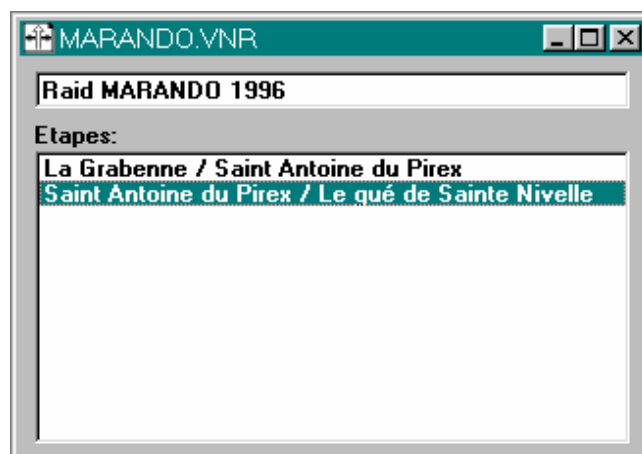 MARANDO.VNR
Raid MARANDO 1996
Etapes:
La Grabenne / Saint Antoine du Pirex
Saint Antoine du Pirex / Le qué de Sainte Nivelle